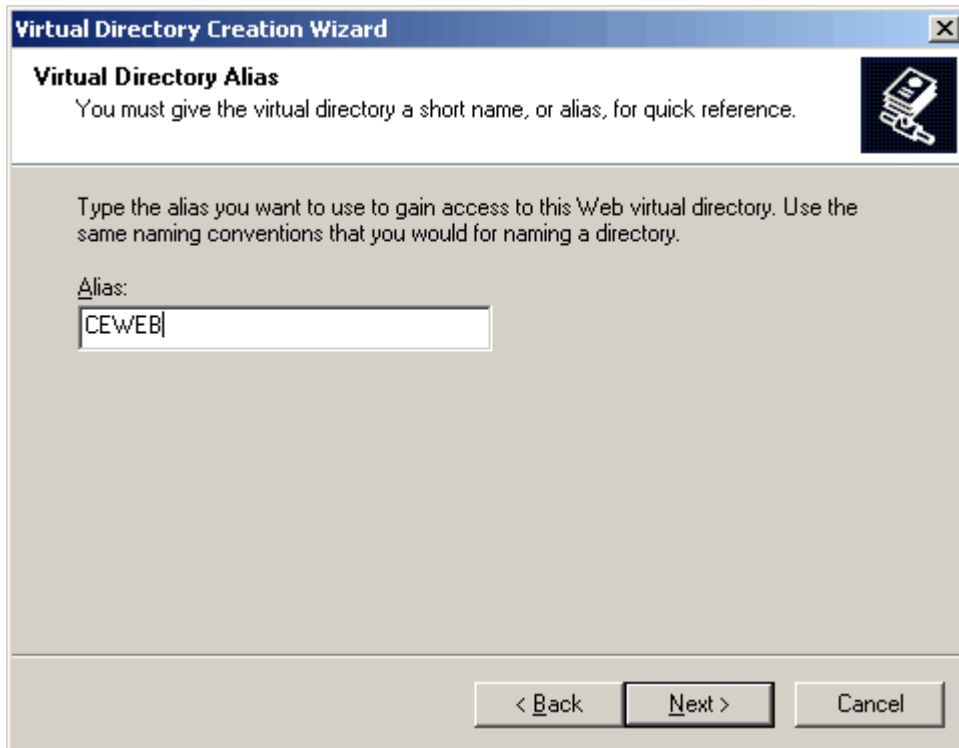 Virtual Directory Creation Wizard
Virtual Directory Alias
You must give the virtual directory a short name, or alias, for quick reference.
Type the alias you want to use to gain access to this Web virtual directory. Use the
same naming conventions that you would for naming a directory.
Alias:
CEWEB
< Back Next > Cancel